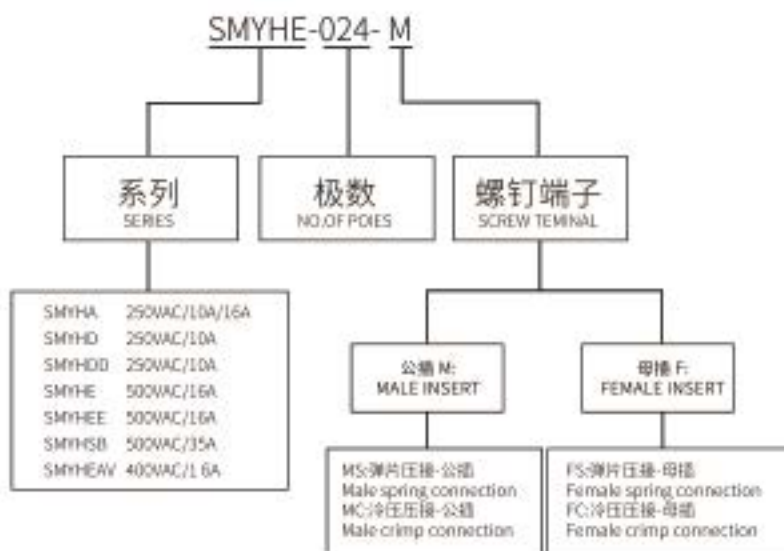 SMYHE-024-M
系列
SERIES
极数
NO.OF POIES
螺钉端子
SCREW TEMINAL
SMYHA 250VAC/10A/16A
SMYHD 250VAC/10A
SMYHDD 250VAC/10A
SMYHE 500VAC/16A
SMYHEE 500VAC/16A
SMYHSB 500VAC/35A
SMYHEAV 400VAC/1 6A
公插 M:
MALE INSERT
母插 F:
FEMALE INSERT
MS:弹片压接-公插
Male spring connection
MC:冷压压接-公插
Male crimp connection
FS:弹片压接-母插
Female spring connection
FC:冷压压接-母插
Female crimp connection